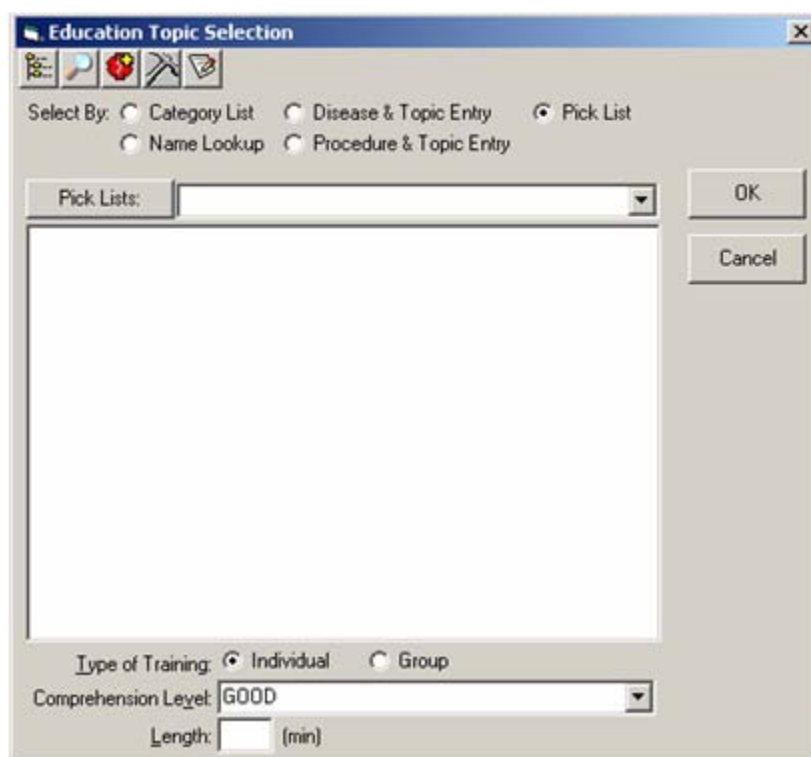 Education Topic Selection
Select By: Category List Disease & Topic Entry Pick List
Name Lookup Procedure & Topic Entry
Pick Lists: OK
Cancel
Type of Training: Individual Group
Comprehension Level: GOOD
Length: (min)